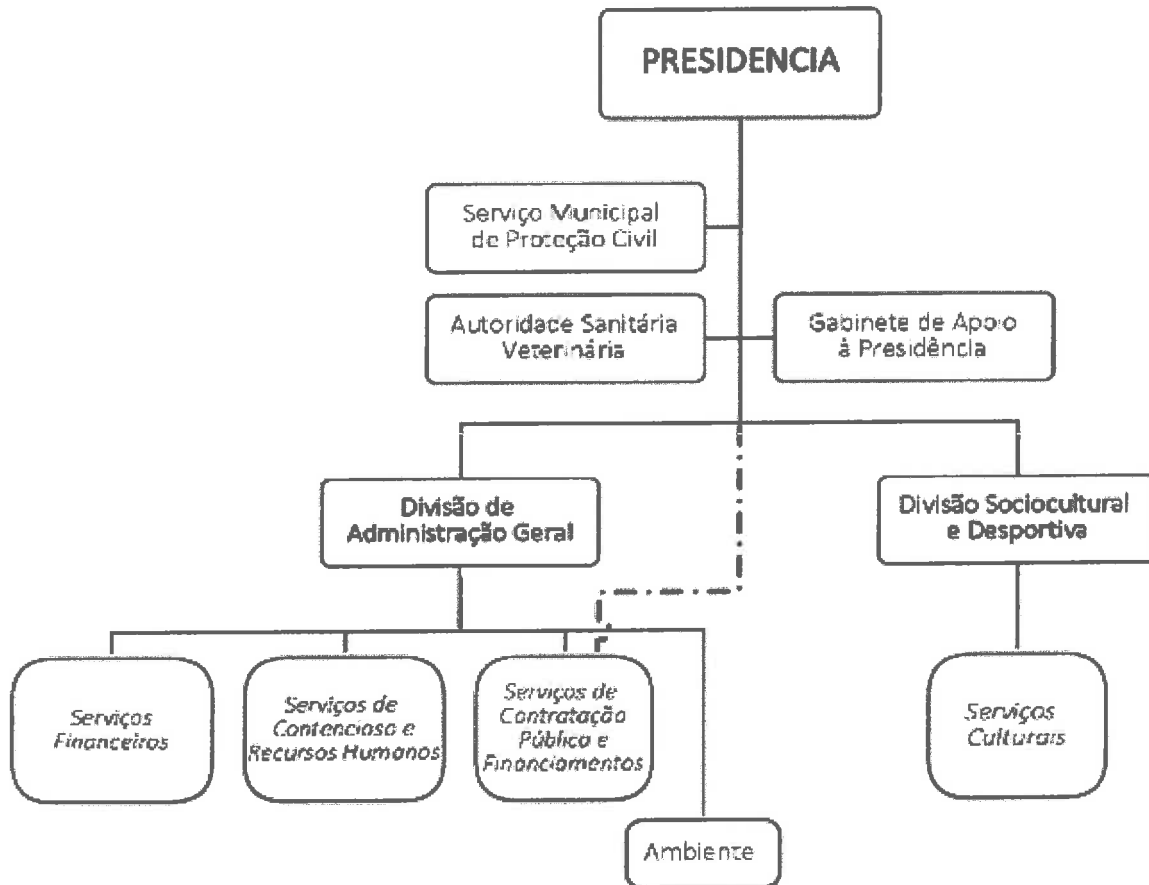 PRESIDENCIA
Serviço Municipal
de Proteção Civil
Autoridade Sanitária
Veterinária
Gabinete de Apoio
à Presidência
Divisão de
Administração Geral
Divisão Sociocultural
e Desportiva
Serviços
Financeiros
Serviços de
Contencioso e
Recursos Humanos
Serviços de
Contratação
Pública e
Financiamentos
Serviços
Culturais
Ambiente